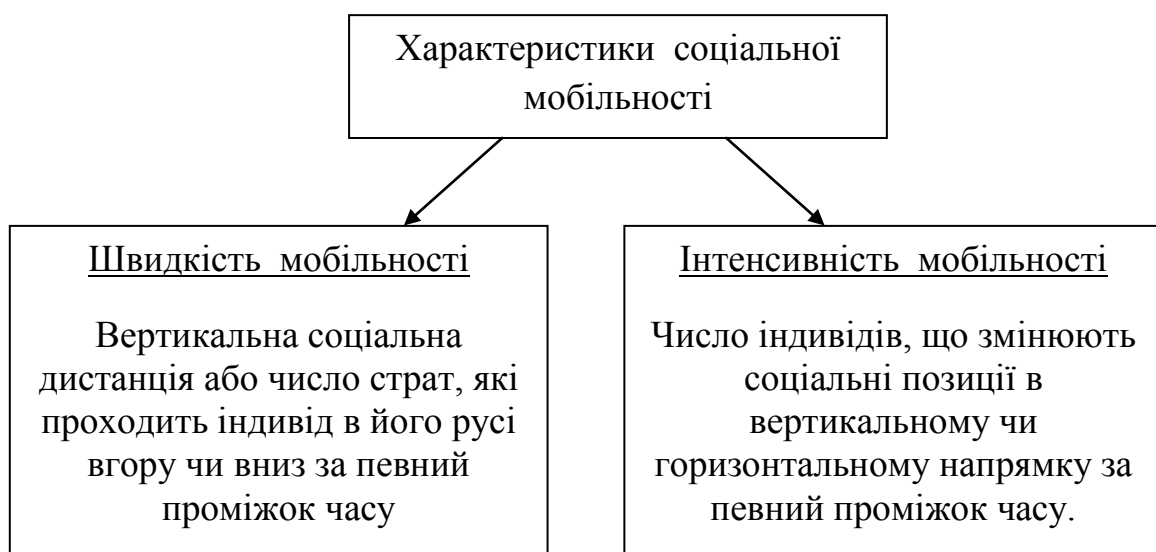 Характеристики соціальної
мобільності
Швидкість мобільності
Вертикальна соціальна
дистанція або число страт, які
проходить індивід в його русі
вгору чи вниз за певний
проміжок часу
Інтенсивність мобільності
Число індивідів, що змінюють
соціальні позиції в
вертикальному чи
горизонтальному напрямку за
певний проміжок часу.